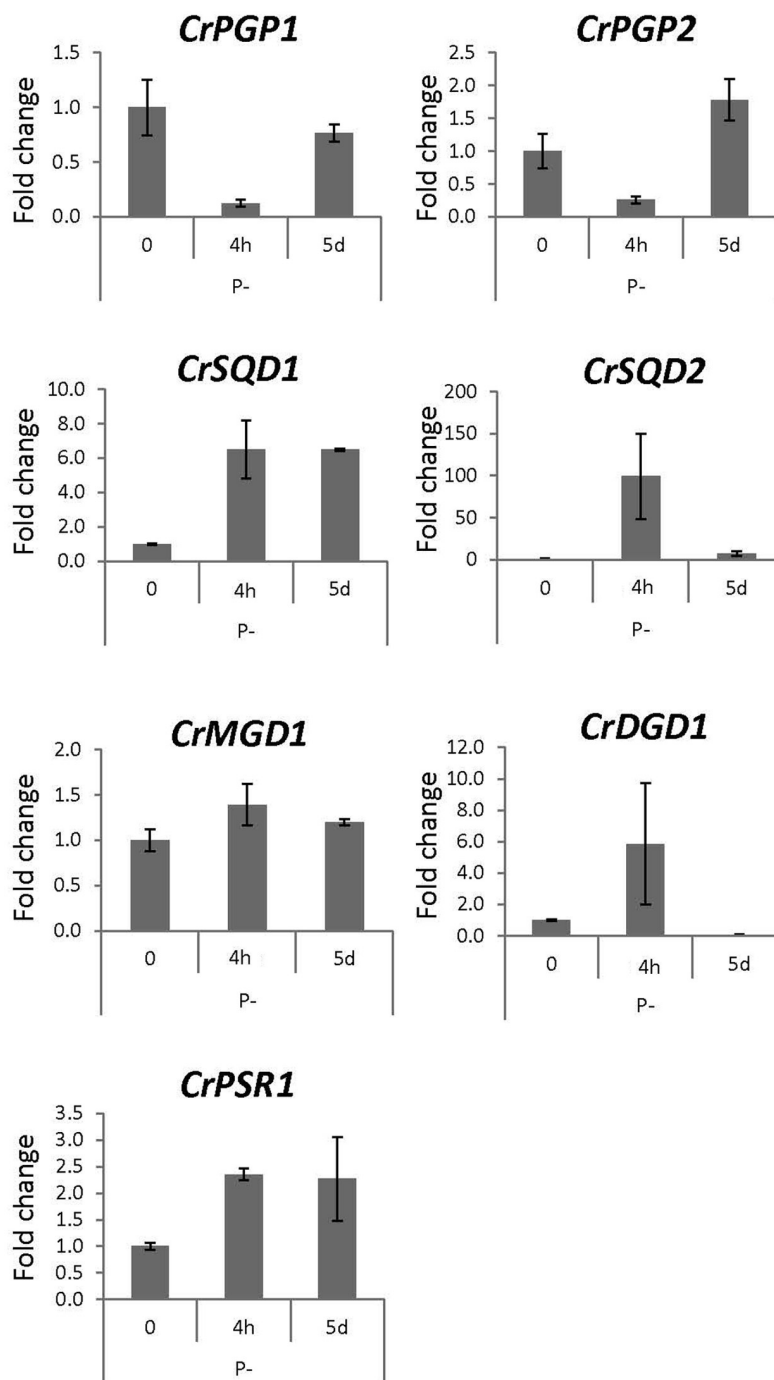 CrPGP1
Fold change
1.5
1.0
0.5
0.0
0 4h 5d
P-
CrPGP2
Fold change
2.5
2.0
1.5
1.0
0.5
0.0
0 4h 5d
P-
CrSQD1
Fold change
10.0
8.0
6.0
4.0
2.0
0.0
0 4h 5d
P-
CrSQD2
Fold change
200
150
100
50
0
0 4h 5d
P-
CrMGD1
Fold change
2.0
1.5
1.0
0.5
0.0
0 4h 5d
P-
CrDGD1
Fold change
12.0
10.0
8.0
6.0
4.0
2.0
0.0
0 4h 5d
P-
CrPSR1
Fold change
3.5
3.0
2.5
2.0
1.5
1.0
0.5
0.0
0 4h 5d
P-